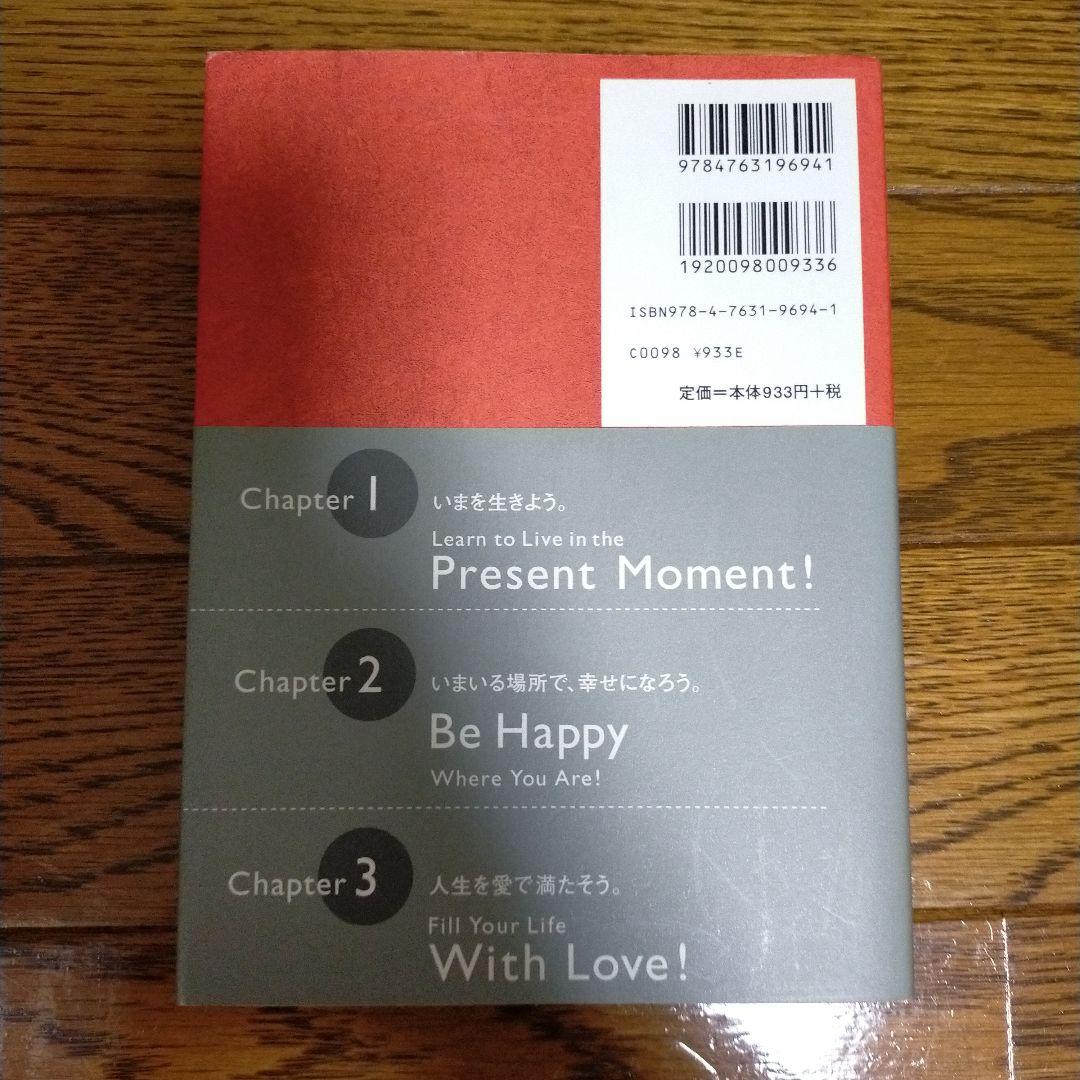 9784763196941
1920098009336
ISBN978-4-7631-9694-1
C0098 ¥933E
定価＝本体933円＋税
Chapter 1
いまを生きよう。
Learn to Live in the
Present Moment!
Chapter 2
いまいる場所で、幸せになろう。
Be Happy
Where You Are!
Chapter 3
人生を愛で満たそう。
Fill Your Life
With Love!